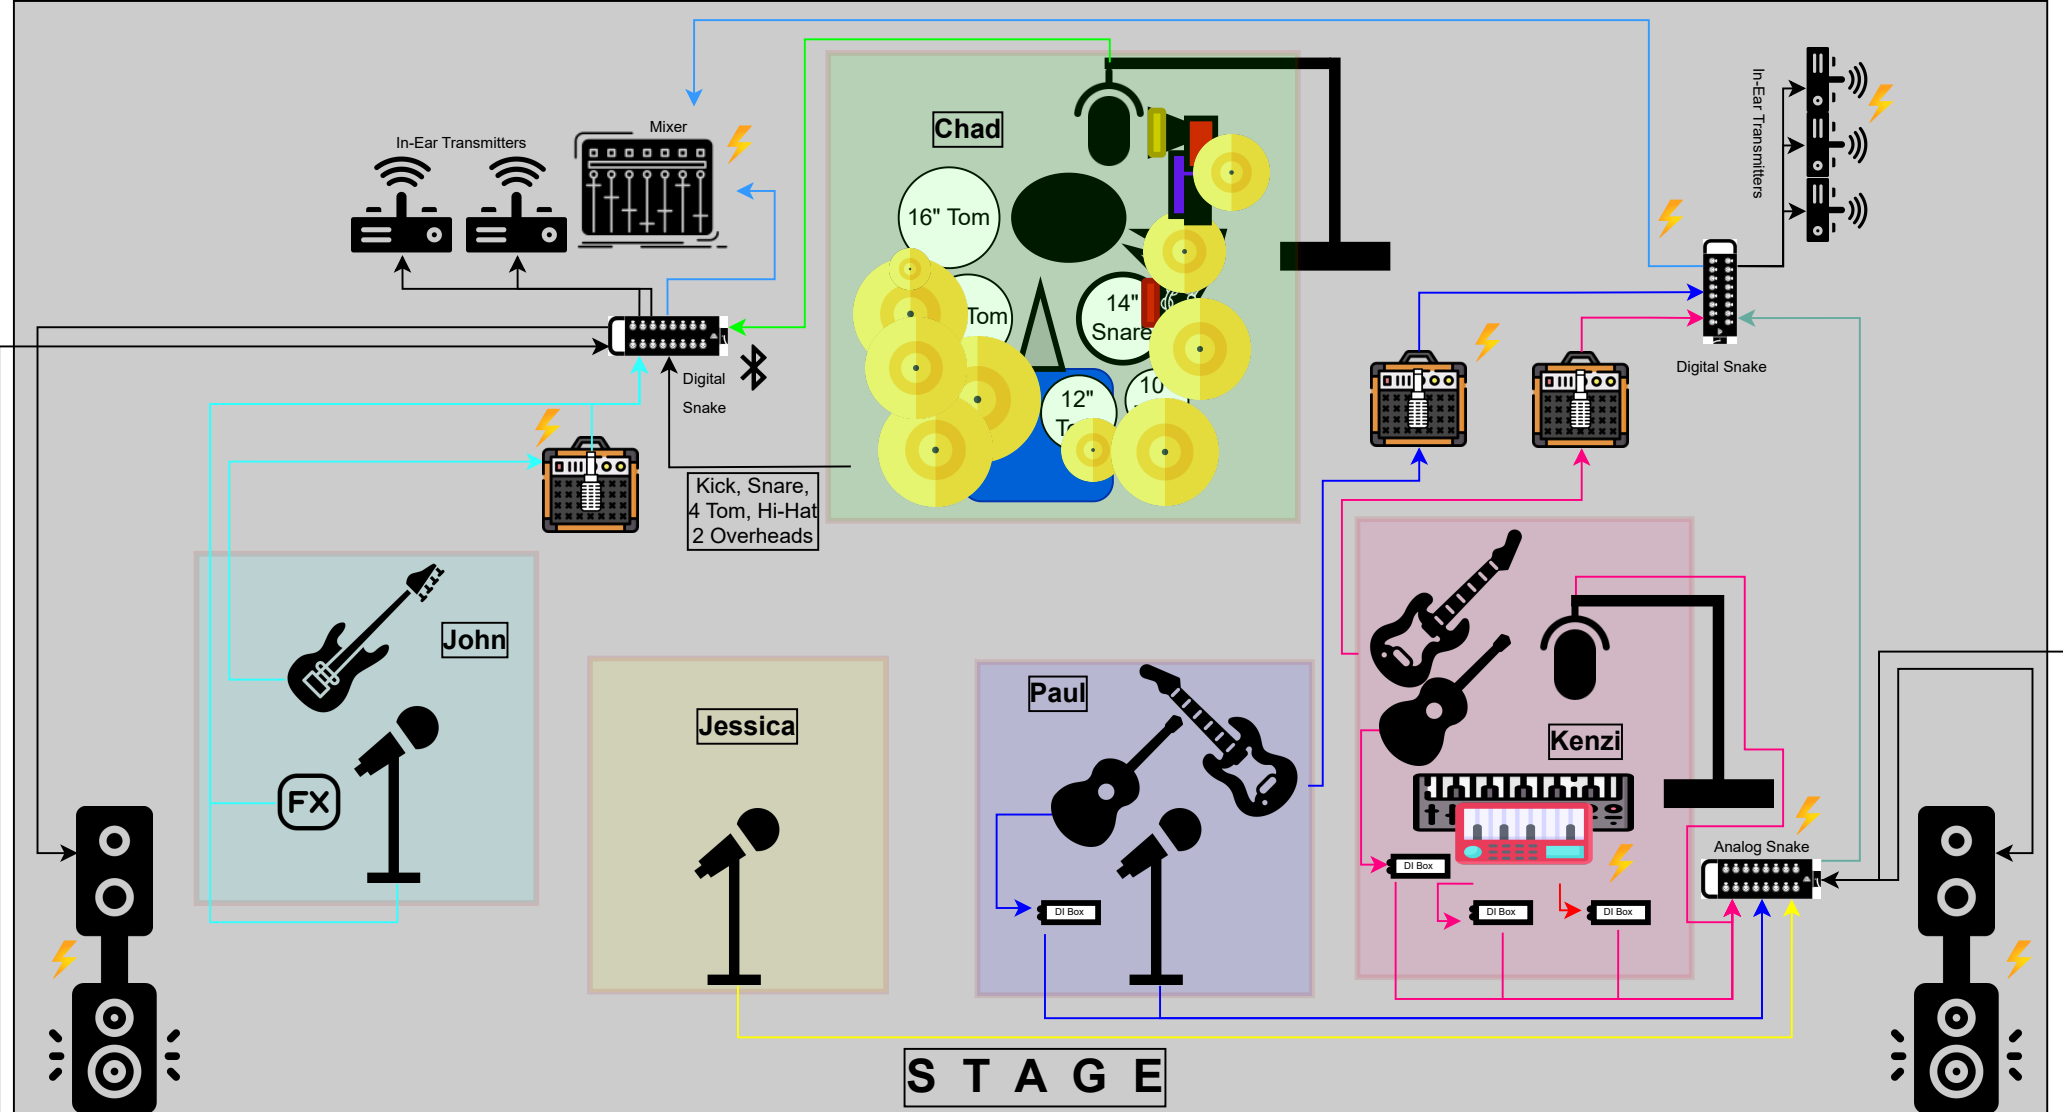 In-Ear Transmitters
Mixer
Chad
16" Tom
Tom
14"
Snare
12"
10
Digital
Snake
Kick, Snare,
4 Tom, Hi-Hat
2 Overheads
In-Ear Transmitters
Digital Snake
John
FX
Jessica
Paul
DI Box
Kenzi
DI Box
DI Box
DI Box
Analog Snake
S T A G E